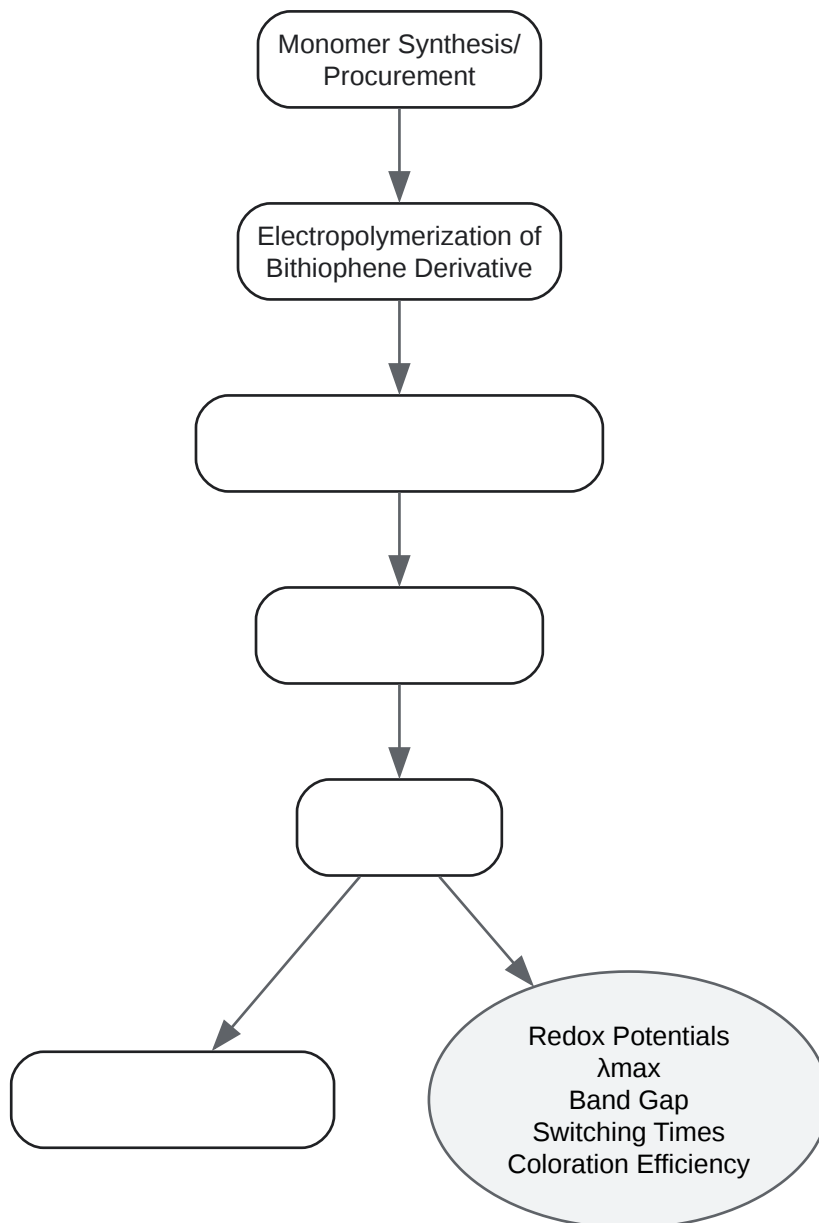 Monomer Synthesis/
Procurement
Electropolymerization of
Bithiophene Derivative
Redox Potentials
λmax
Band Gap
Switching Times
Coloration Efficiency